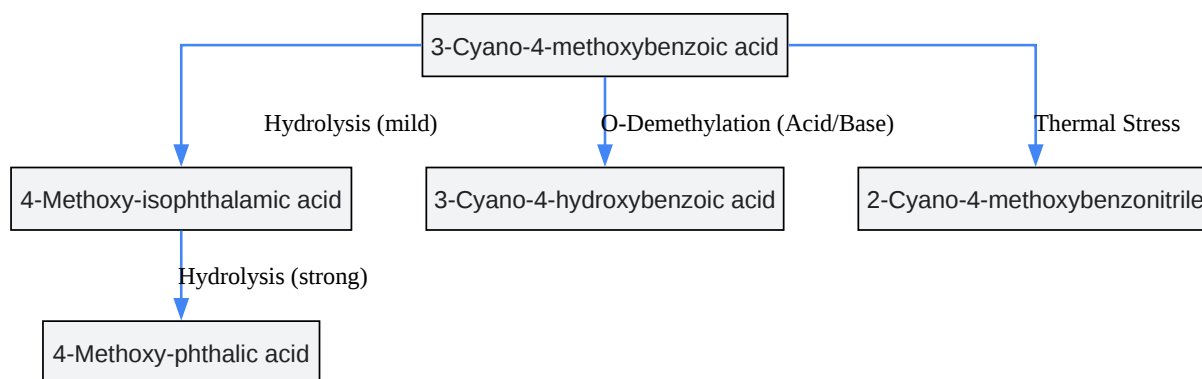 3-Cyano-4-methoxybenzoic acid
Hydrolysis (mild)
O-Demethylation (Acid/Base)
Thermal Stress
4-Methoxy-isophthalamic acid
3-Cyano-4-hydroxybenzoic acid
2-Cyano-4-methoxybenzonitrile
Hydrolysis (strong)
4-Methoxy-phthalic acid